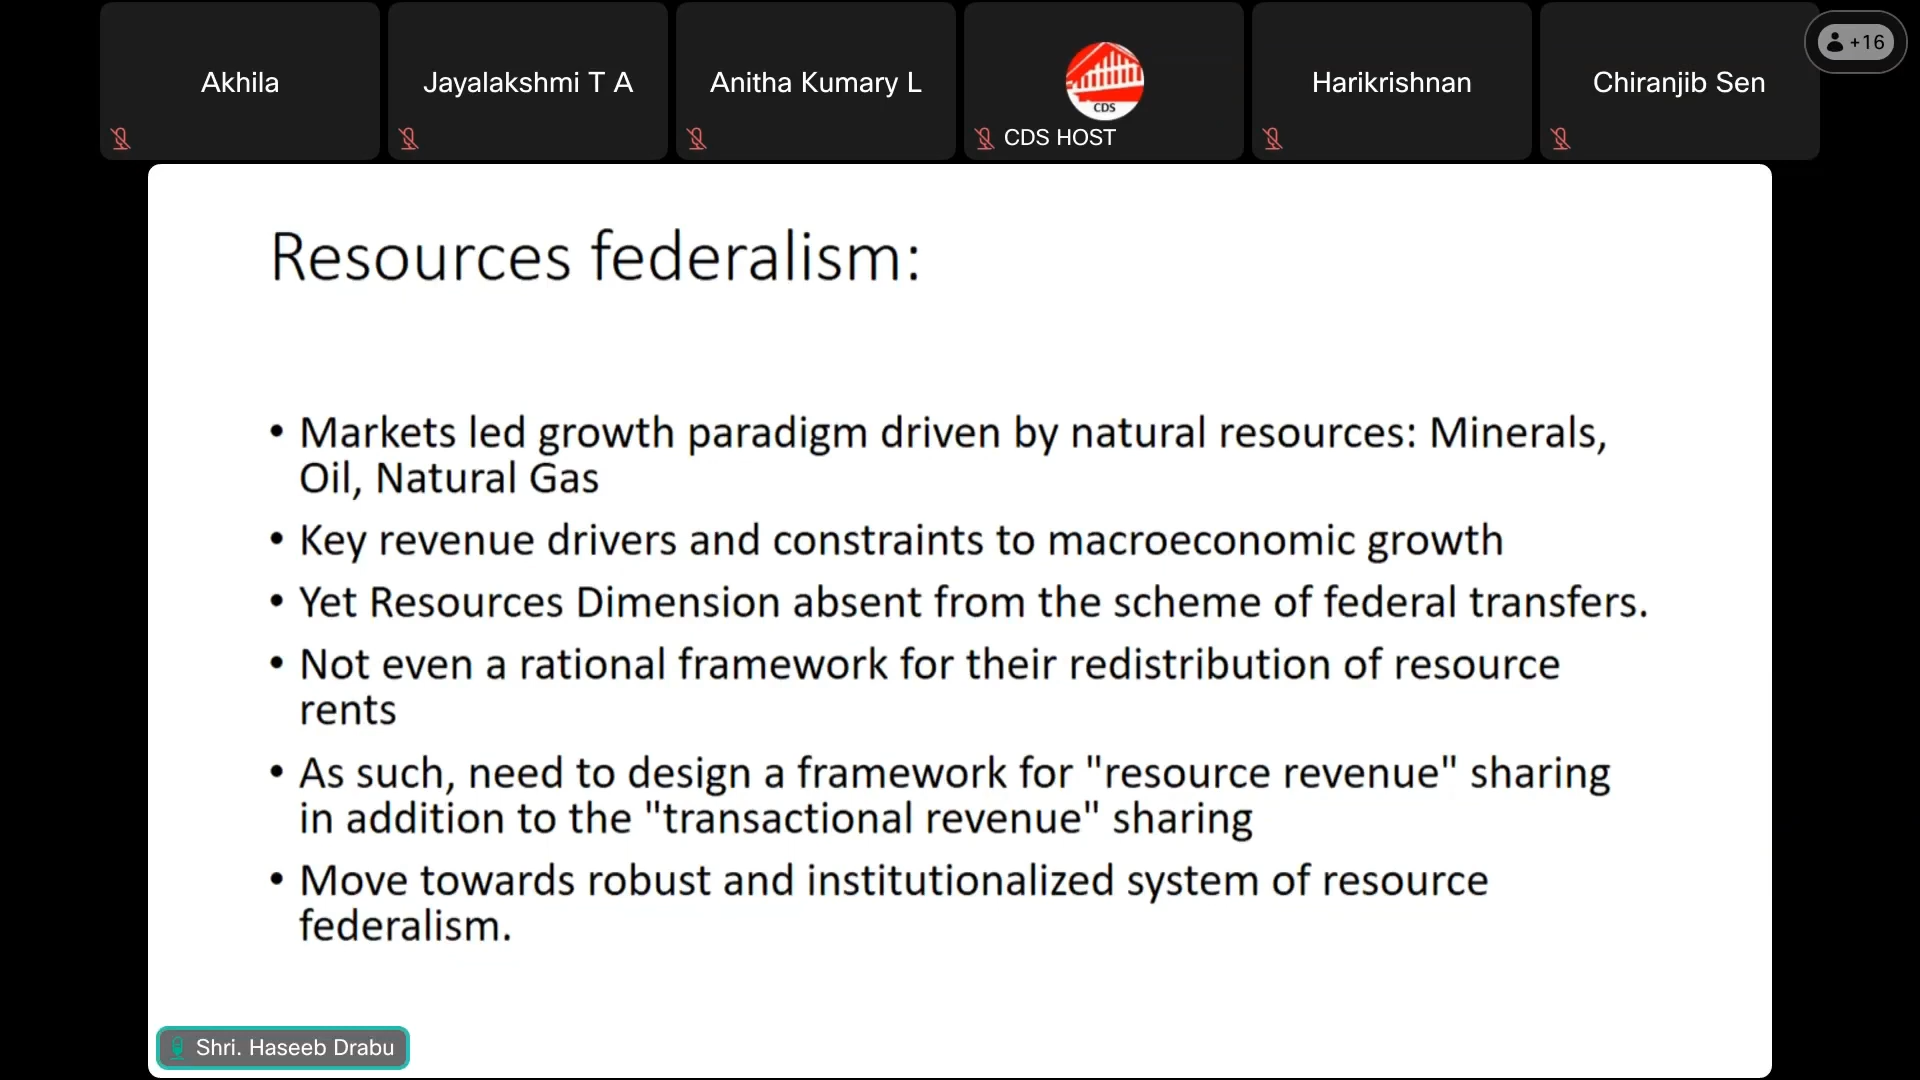 Akhila
Jayalakshmi T A
Anitha Kumary L
CDS
CDS HOST
Harikrishnan
Chiranjib Sen
+16
Resources federalism:
• Markets led growth paradigm driven by natural resources: Minerals,
Oil, Natural Gas
• Key revenue drivers and constraints to macroeconomic growth
• Yet Resources Dimension absent from the scheme of federal transfers.
• Not even a rational framework for their redistribution of resource
rents
• As such, need to design a framework for "resource revenue" sharing
in addition to the "transactional revenue" sharing
• Move towards robust and institutionalized system of resource
federalism.
Shri. Haseeb Drabu